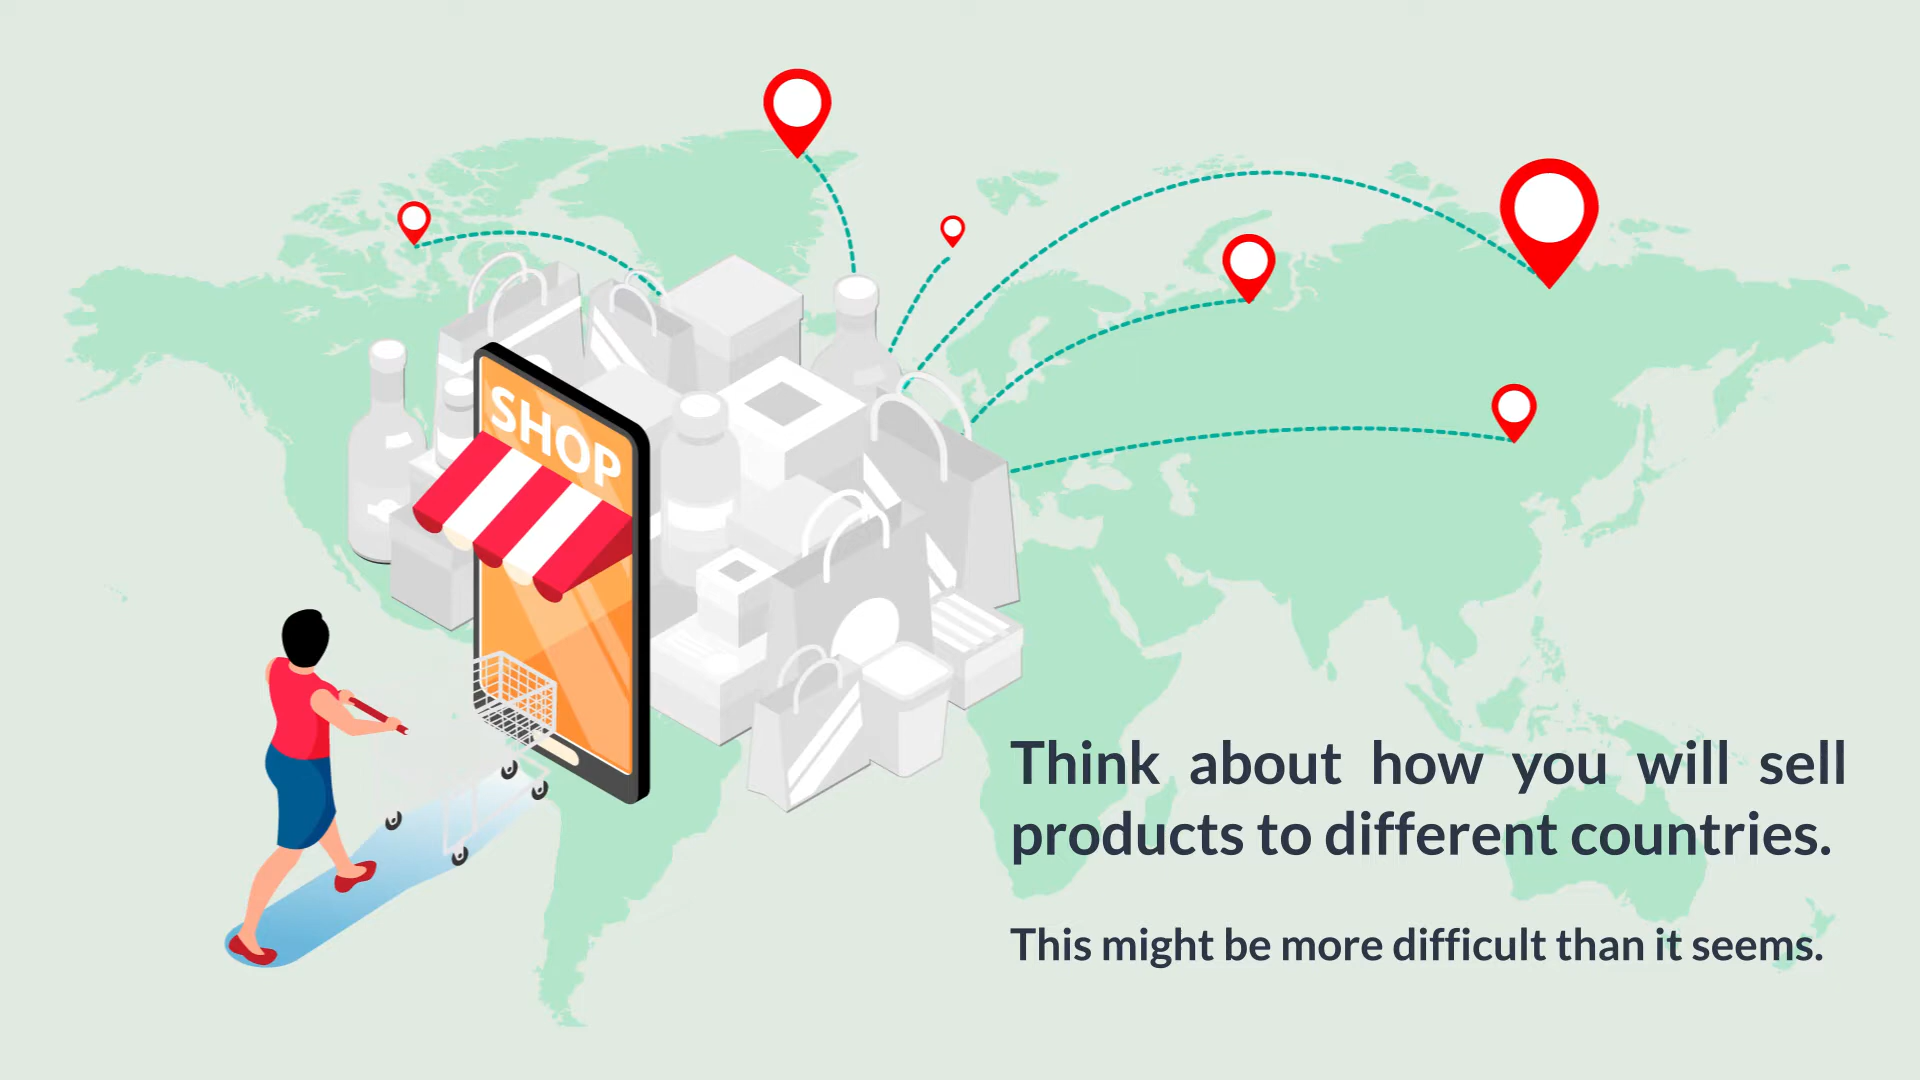 SHOP
Think about how you will sell
products to different countries.
This might be more difficult than it seems.